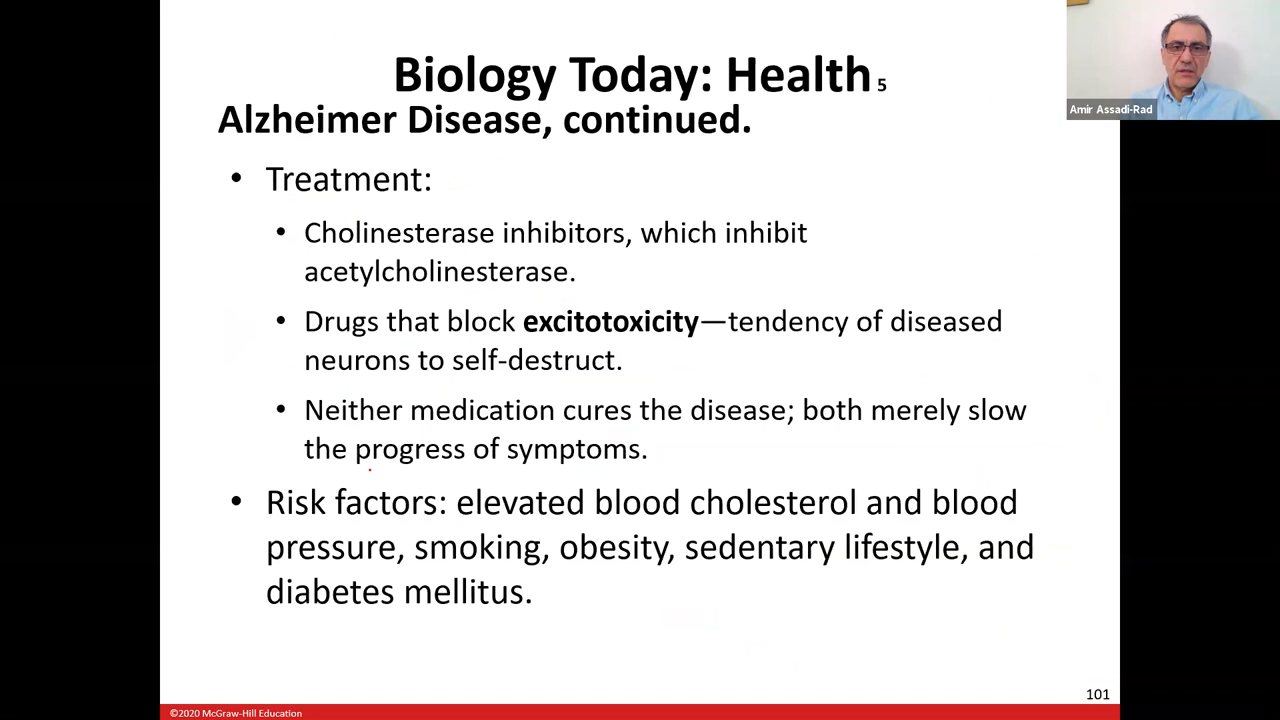 Biology Today: Health 5
Amir Assadi-Rad
Alzheimer Disease, continued.
• Treatment:
• Cholinesterase inhibitors, which inhibit
acetylcholinesterase.
• Drugs that block excitotoxicity—tendency of diseased
neurons to self-destruct.
• Neither medication cures the disease; both merely slow
the progress of symptoms.
• Risk factors: elevated blood cholesterol and blood
pressure, smoking, obesity, sedentary lifestyle, and
diabetes mellitus.
101
©2020 McGraw-Hill Education